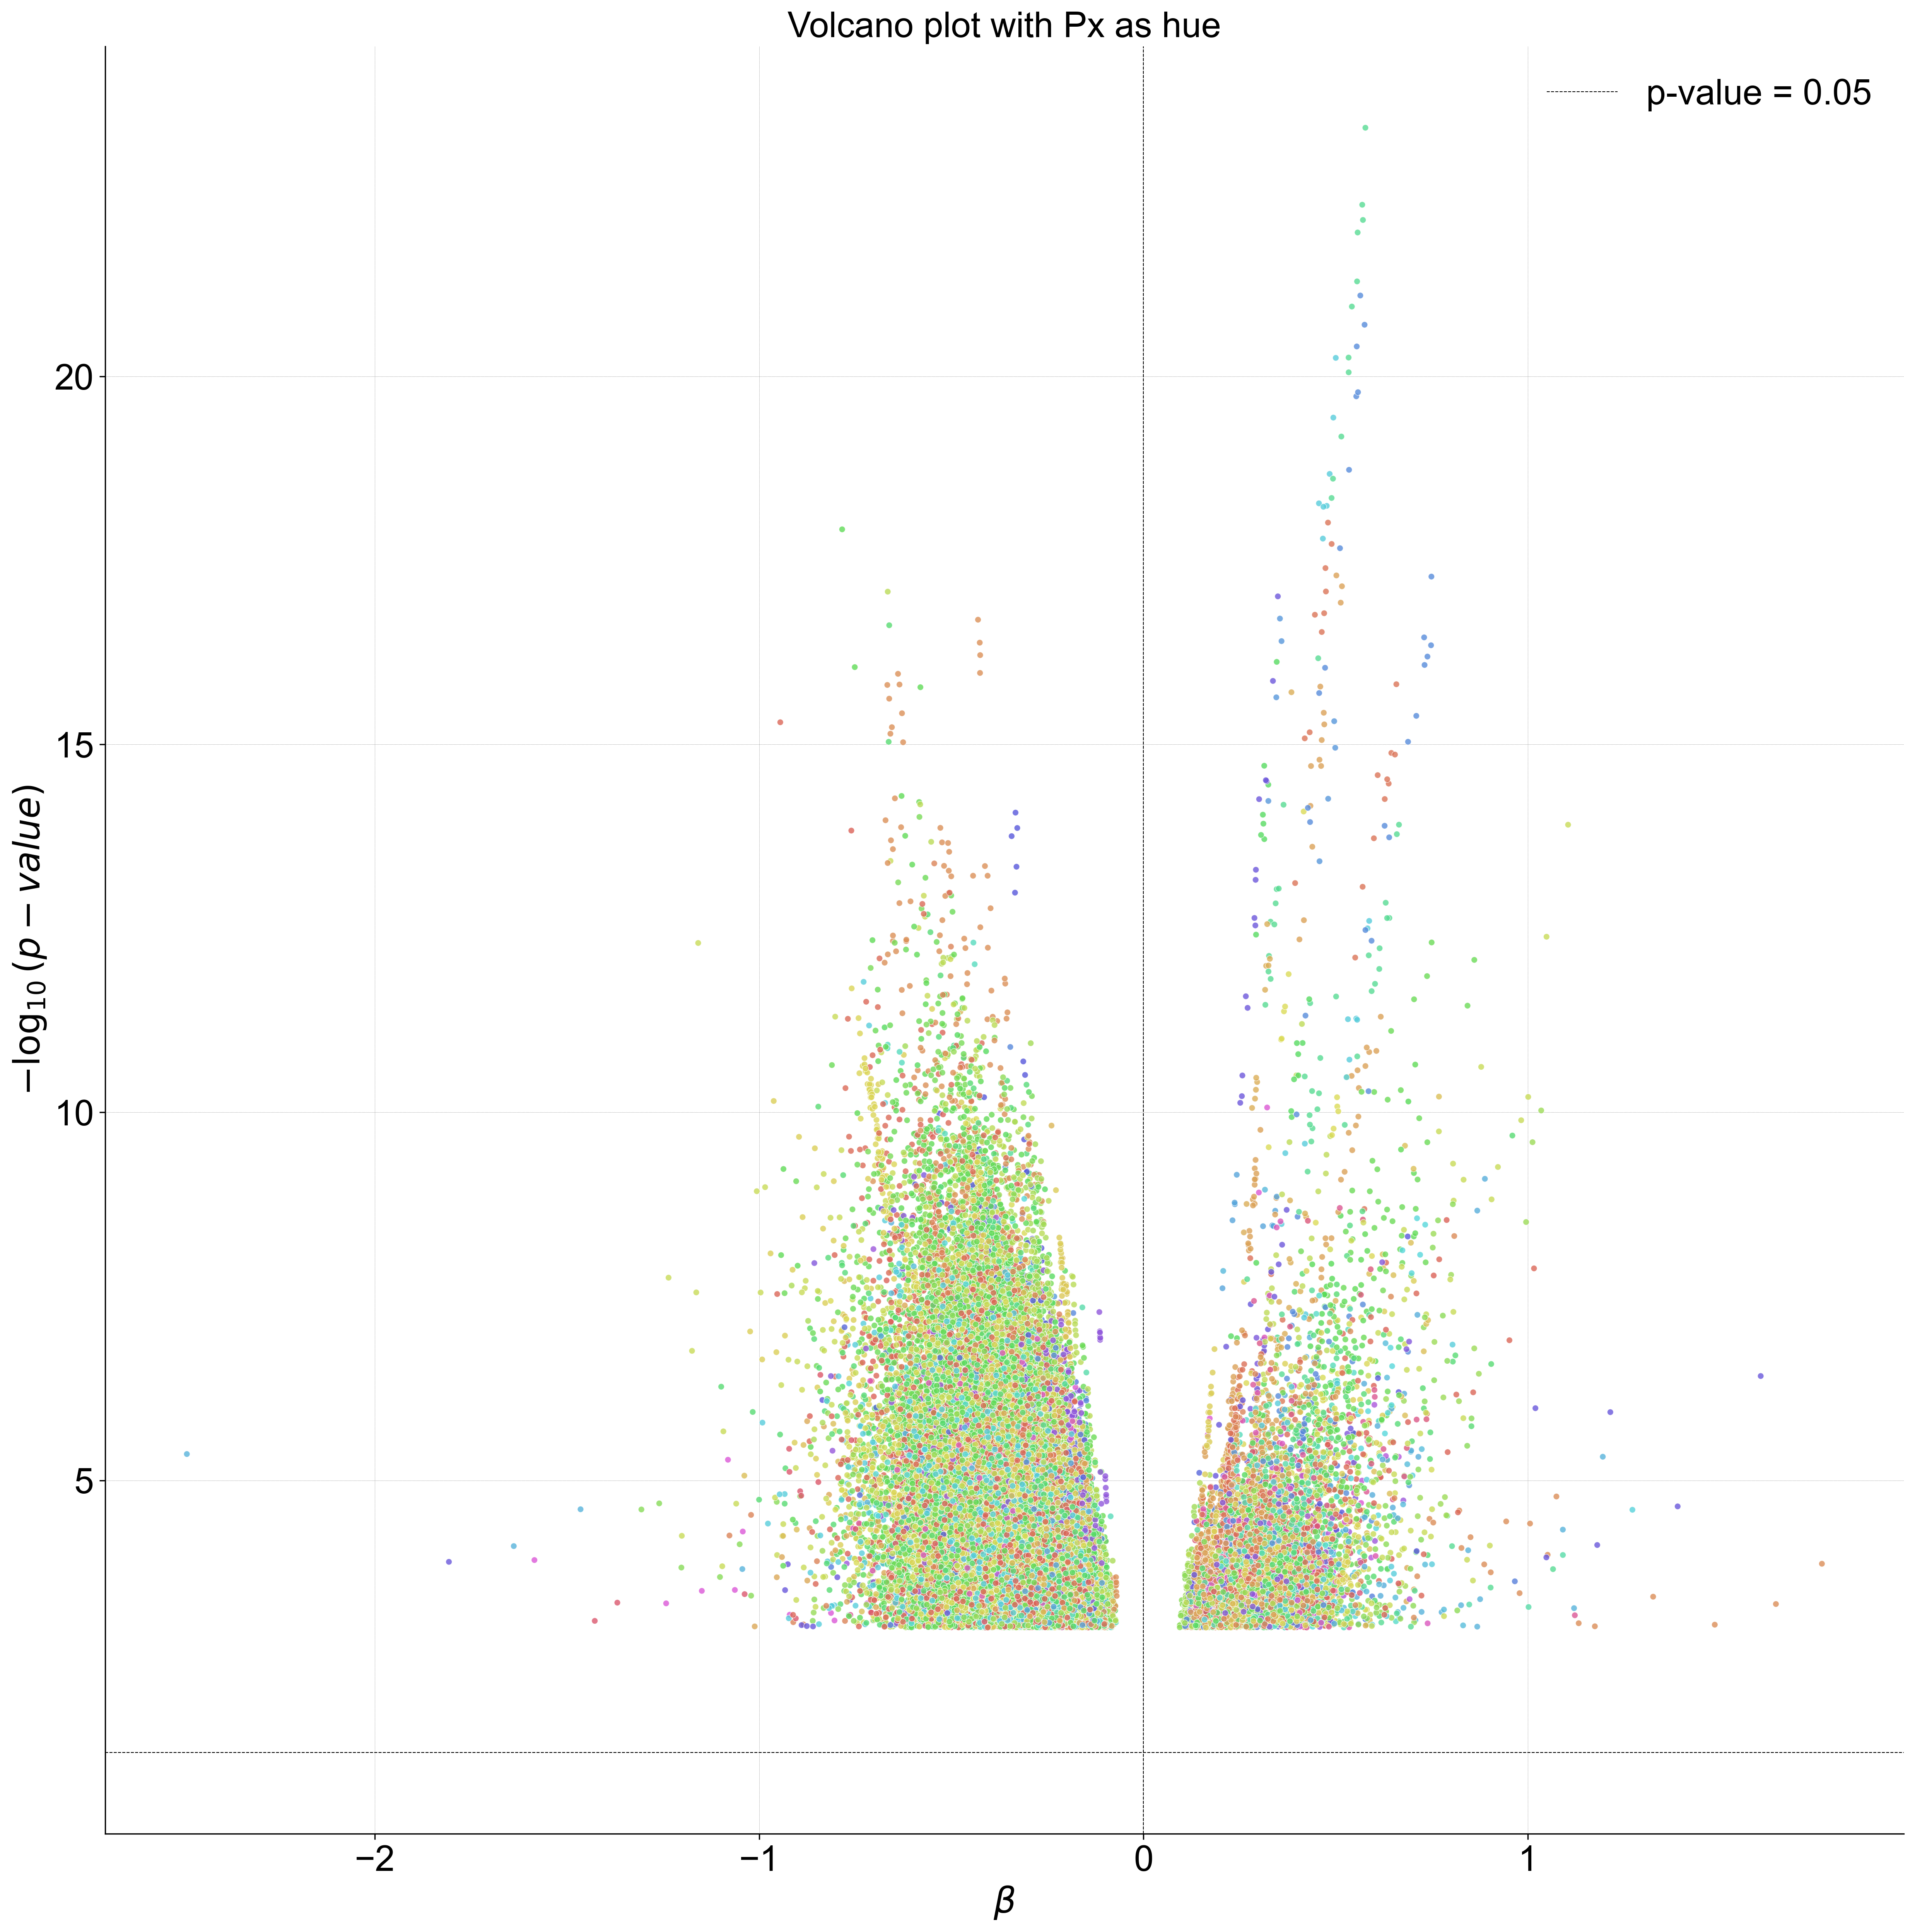 Volcano plot with Px as hue
p-value = 0.05
20
15
10
5
−log10 (p − value)
−2
−1
0
1
β